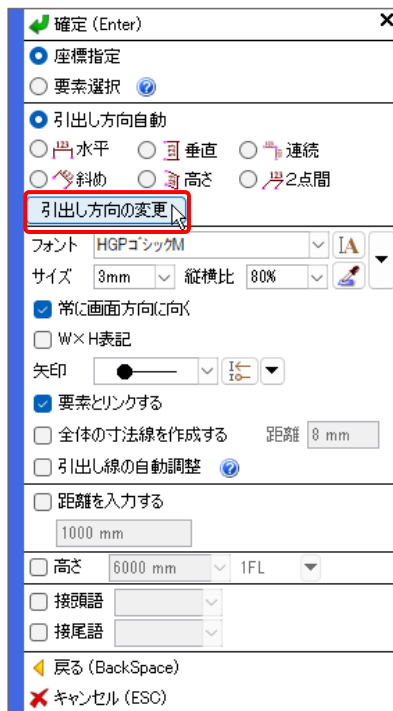 確定 (Enter)
座標指定
要素選択
引出し方向自動
水平 垂直 連続
斜め 高さ 2点間
引出し方向の変更
フォント HGPゴシックM
サイズ 3mm 縦横比 80%
常に画面方向に向く
W×H表記
矢印
要素とリンクする
全体の寸法線を作成する 距離 8 mm
引出し線の自動調整
距離を入力する
1000 mm
高さ 6000 mm 1FL
接頭語
接尾語
戻る (BackSpace)
キャンセル (ESC)